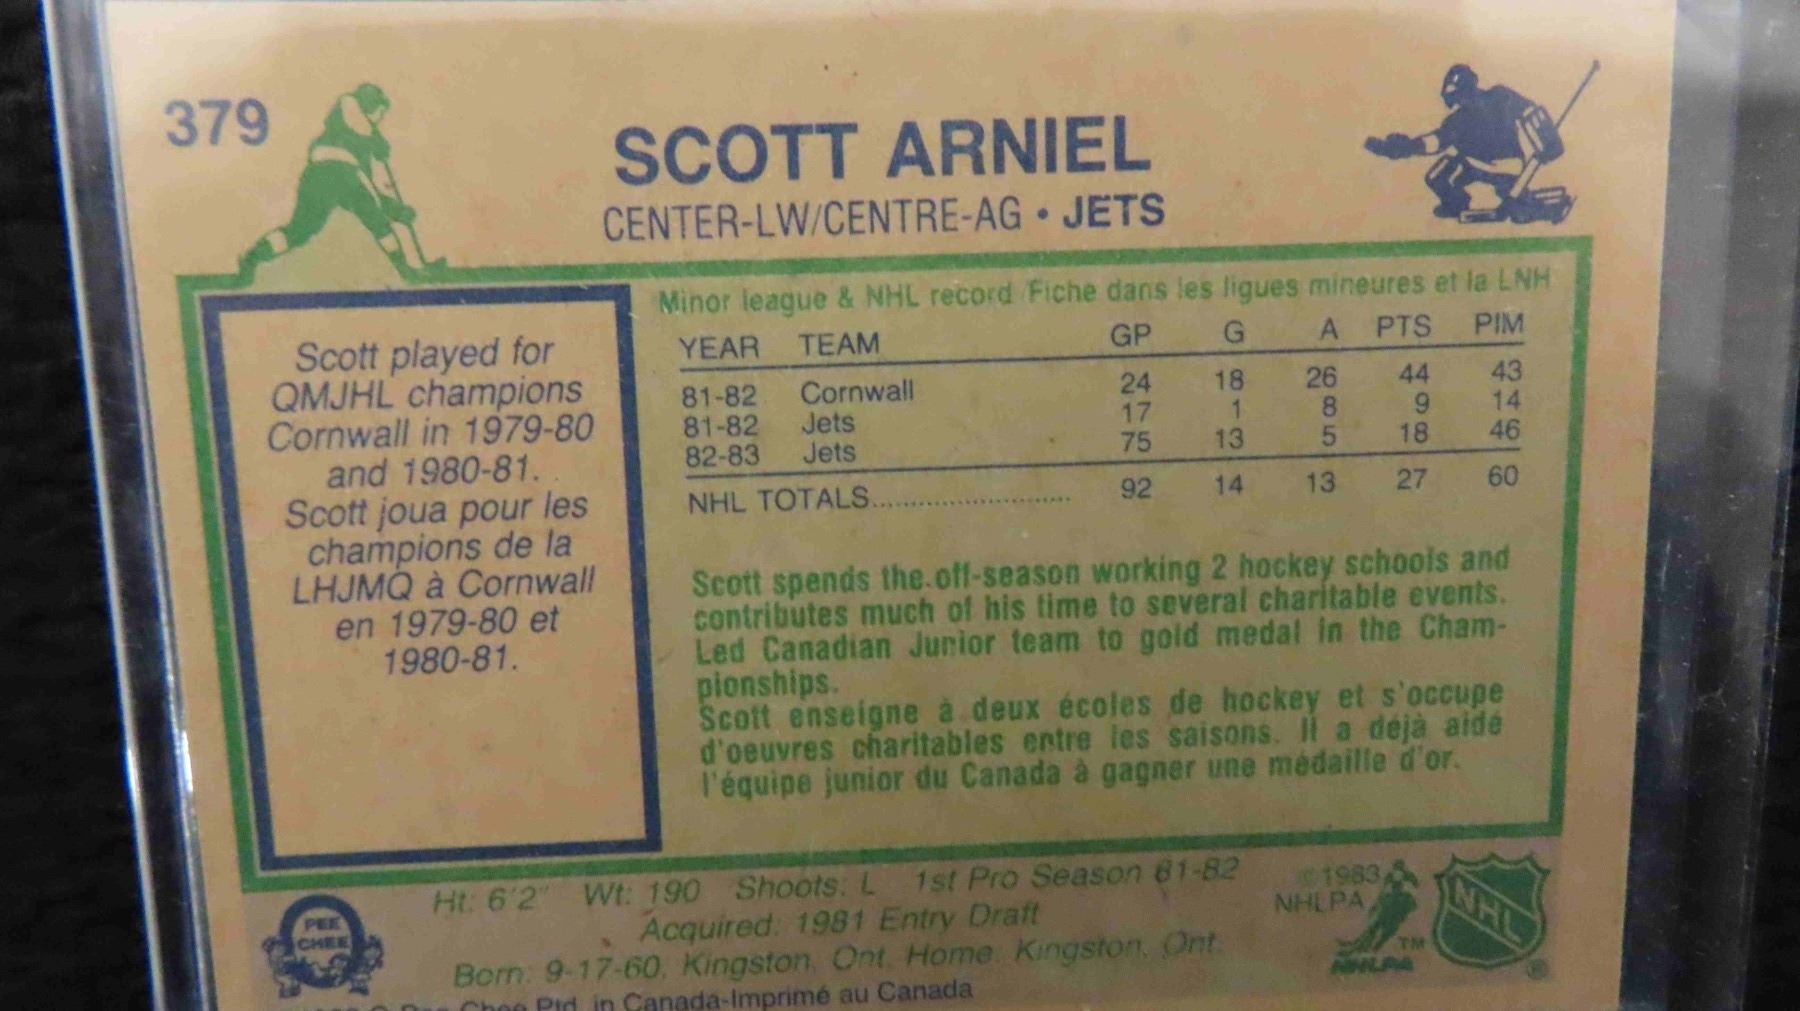 379
SCOTT ARNIEL
CENTER-LW/CENTRE-AG • JETS
Scott played for
QMJHL champions
Cornwall in 1979-80
and 1980-81.
Scott joua pour les
champions de la
LHJMQ à Cornwall
en 1979-80 et
1980-81.
Minor league & NHL record/Fiche dans les ligues mineures et la LNH
YEAR TEAM GP G A PTS PIM
81-82 Cornwall 24 18 26 44 43
81-82 Jets 17 1 8 9 14
82-83 Jets 75 13 5 18 46
NHL TOTALS........................... 92 14 13 27 60
Scott spends the off-season working 2 hockey schools and
contributes much of his time to several charitable events.
Led Canadian Junior team to gold medal in the Cham-
pionships.
Scott enseigne à deux écoles de hockey et s'occupe
d'oeuvres charitables entre les saisons. Il a dejà aidé
l'équipe junior du Canada à gagner une médaille d'or.
Ht: 6'2" Wt: 190 Shoots: L 1st Pro Season 81-82
Acquired: 1981 Entry Draft
Born: 9-17-60, Kingston, Ont. Home: Kingston, Ont.
PEE
CHEE
©1983
NHLPA
TM
NHLPA
NHL
®
Chee Ptd. in Canada-Imprimé au Canada